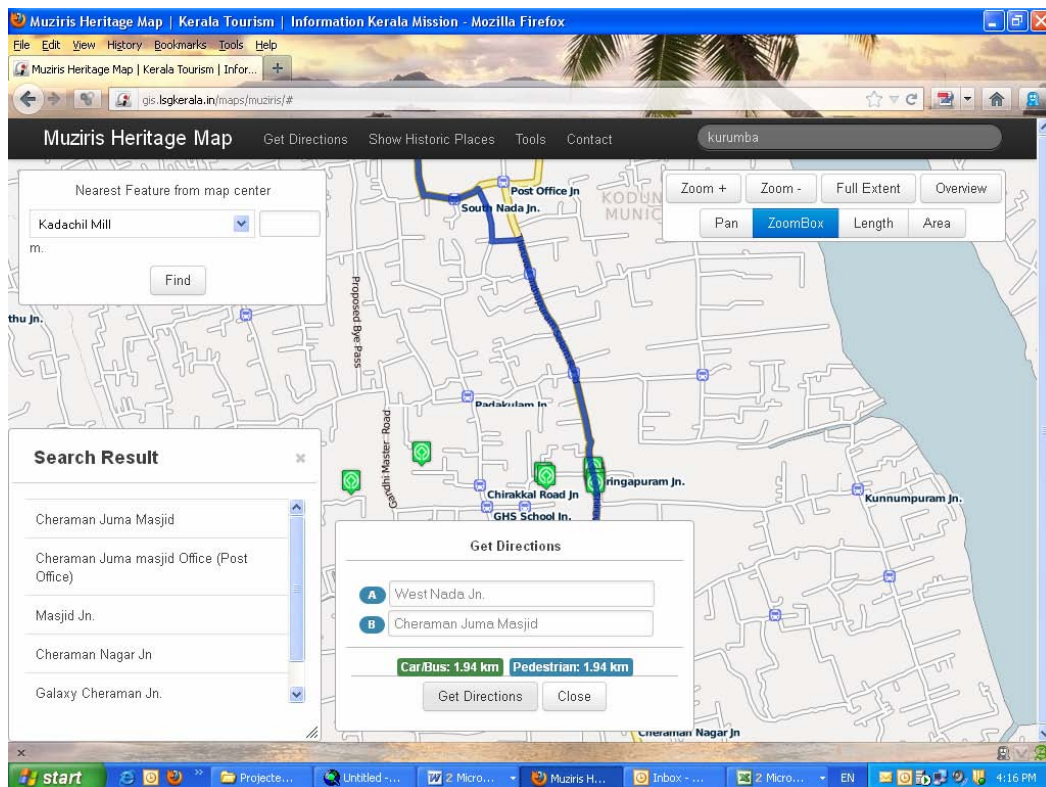 Muziris Heritage Map | Kerala Tourism | Information Kerala Mission - Mozilla Firefox
File Edit View History Bookmarks Tools Help
Muziris Heritage Map | Kerala Tourism | Infor... +
gis.lsgkerala.in/maps/muziris/#
Muziris Heritage Map Get Directions Show Historic Places Tools Contact kurumba
Nearest Feature from map center
Kadachil Mill
m.
Find
Zoom + Zoom - Full Extent Overview
Pan ZoomBox Length Area
Post Office Jn
South Nada Jn.
KODUN
MUNIC
Proposed Bye Pass
thu Jn.
Padakulam Jn
Gandhi Master Road
Chirakkal Road Jn
ringapuram Jn.
GHS School Jn.
Kunnumpuram Jn.
Search Result ×
Cheraman Juma Masjid
Cheraman Juma masjid Office (Post
Office)
Masjid Jn.
Cheraman Nagar Jn
Galaxy Cheraman Jn.
Get Directions
A West Nada Jn.
B Cheraman Juma Masjid
Car/Bus: 1.94 km Pedestrian: 1.94 km
Get Directions Close
Cheraman Nagar Jn
×
start » Projecte... Untitled -... 2 Micro... Muziris H... Inbox - ... 2 Micro... EN 4:16 PM